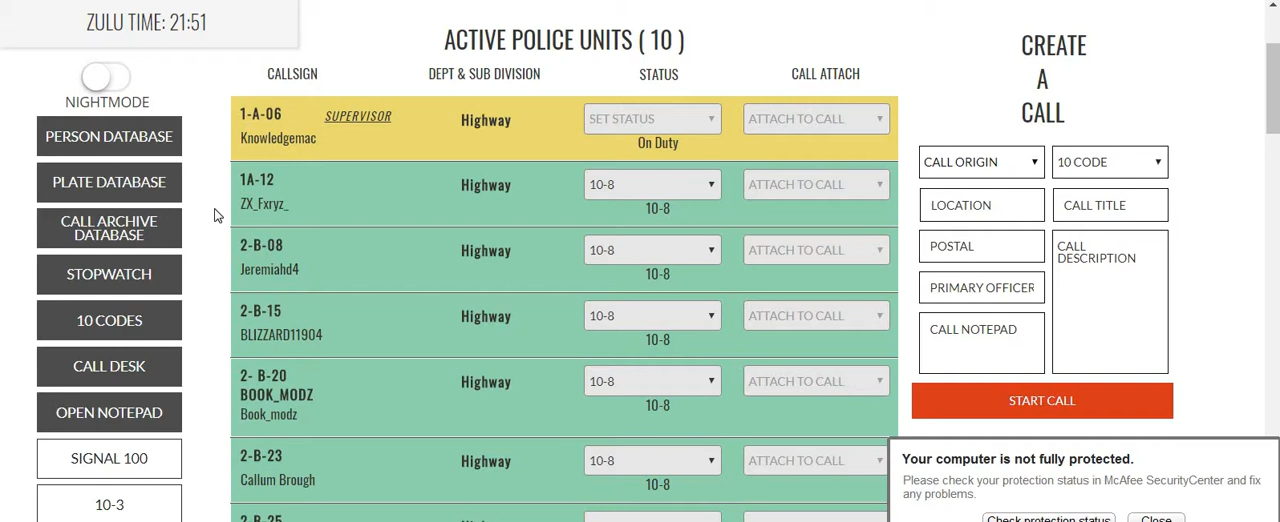 ZULU TIME: 21:51
NIGHTMODE
PERSON DATABASE
PLATE DATABASE
CALL ARCHIVE
DATABASE
STOPWATCH
10 CODES
CALL DESK
OPEN NOTEPAD
SIGNAL 100
10-3
ACTIVE POLICE UNITS ( 10 )
CALLSIGN DEPT & SUB DIVISION STATUS CALL ATTACH
1-A-06 SUPERVISOR Highway SET STATUS ATTACH TO CALL
Knowledgemac On Duty
1A-12 Highway 10-8 ATTACH TO CALL
ZX_Fxryz_ 10-8
2-B-08 Highway 10-8 ATTACH TO CALL
Jeremiahd4 10-8
2-B-15 Highway 10-8 ATTACH TO CALL
BLIZZARD11904 10-8
2- B-20 Highway 10-8 ATTACH TO CALL
BOOK_MODZ
Book_modz 10-8
2-B-23 Highway 10-8 ATTACH TO CALL
Callum Brough 10-8
2-B-25
CREATE
A
CALL
CALL ORIGIN 10 CODE
LOCATION CALL TITLE
POSTAL
CALL
DESCRIPTION
PRIMARY OFFICER
CALL NOTEPAD
START CALL
Your computer is not fully protected.
Please check your protection status in McAfee SecurityCenter and fix
any problems.
Check protection status Close